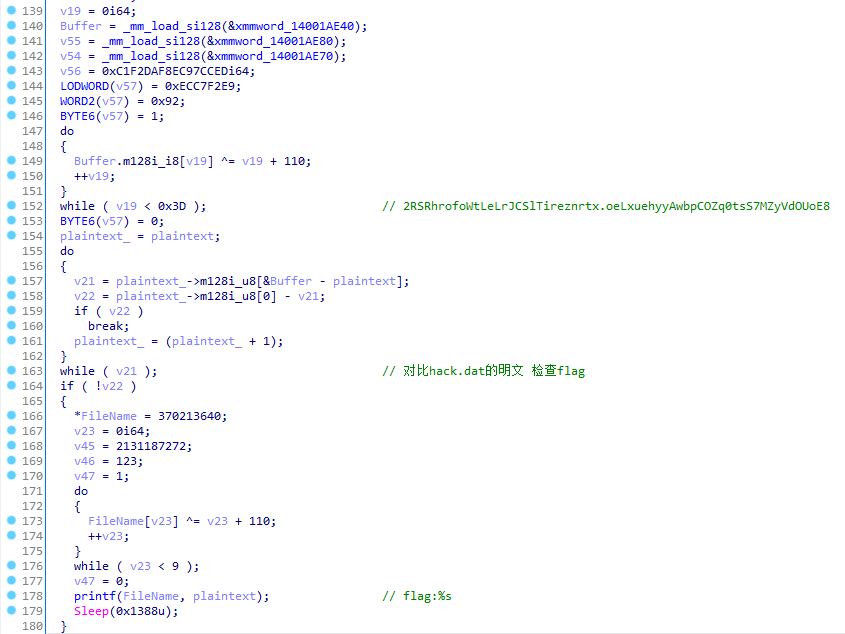 139 v19 = 0i64;
140 Buffer = _mm_load_si128(&xmmword_14001AE40);
141 v55 = _mm_load_si128(&xmmword_14001AE80);
142 v54 = _mm_load_si128(&xmmword_14001AE70);
143 v56 = 0xC1F2DAF8EC97CCEDi64;
144 LODWORD(v57) = 0xECC7F2E9;
145 WORD2(v57) = 0x92;
146 BYTE6(v57) = 1;
147 do
148 {
149 Buffer.m128i_i8[v19] ^= v19 + 110;
150 ++v19;
151 }
152 while ( v19 < 0x3D ); // 2RSRhrofoWtLeLrJCSlTireznrtx.oeLxuehyyAwbpCOZq0tsS7MZyVdOUoE8
153 BYTE6(v57) = 0;
154 plaintext_ = plaintext;
155 do
156 {
157 v21 = plaintext_->m128i_u8[&Buffer - plaintext];
158 v22 = plaintext_->m128i_u8[0] - v21;
159 if ( v22 )
160 break;
161 plaintext_ = (plaintext_ + 1);
162 }
163 while ( v21 ); // 对比hack.dat的明文 检查flag
164 if ( !v22 )
165 {
166 *FileName = 370213640;
167 v23 = 0i64;
168 v45 = 2131187272;
169 v46 = 123;
170 v47 = 1;
171 do
172 {
173 FileName[v23] ^= v23 + 110;
174 ++v23;
175 }
176 while ( v23 < 9 );
177 v47 = 0;
178 printf(FileName, plaintext); // flag:%s
179 Sleep(0x1388u);
180 }